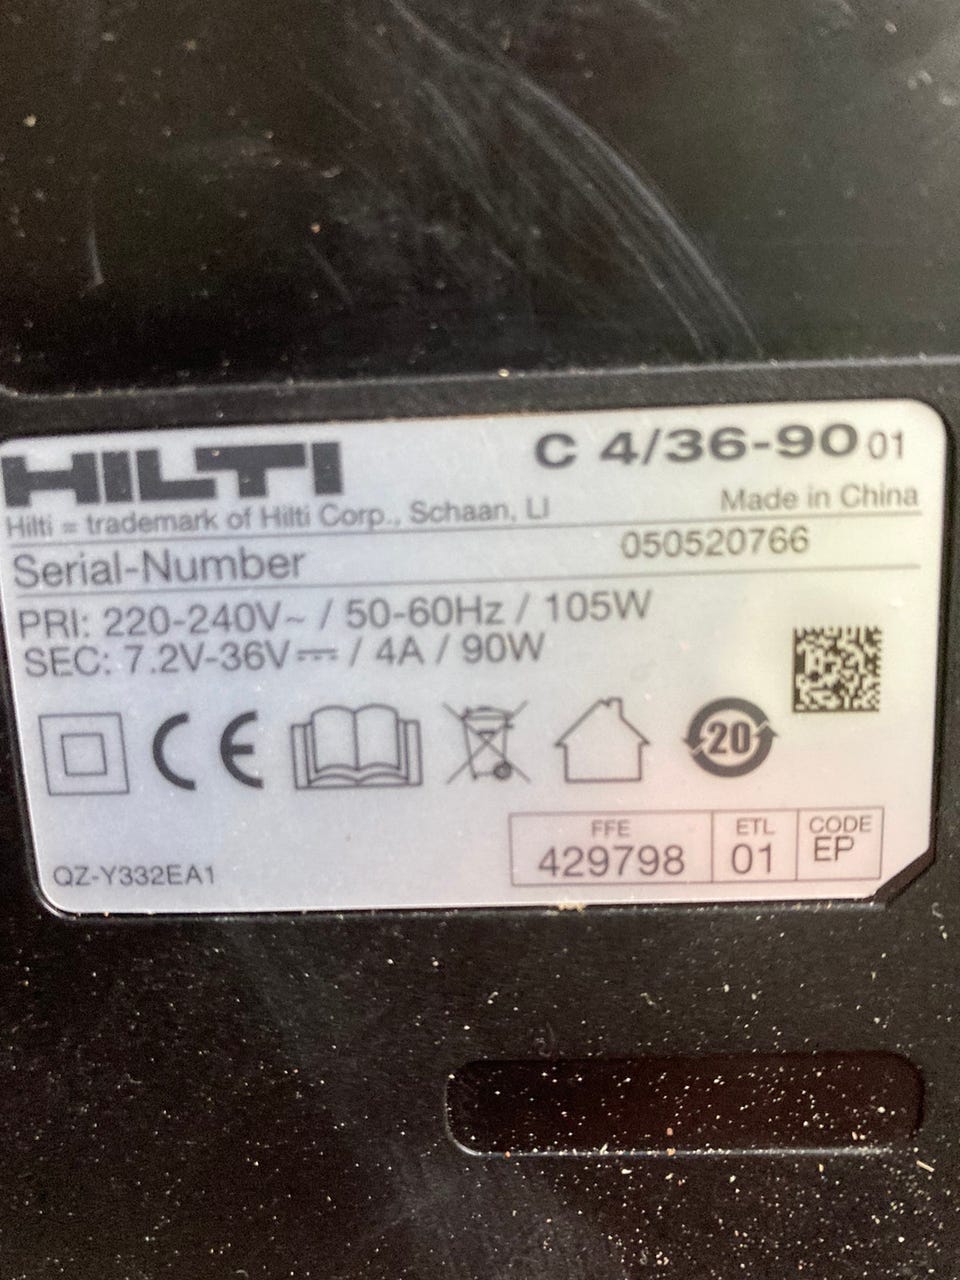 HILTI
C 4/36-90 01
Hilti = trademark of Hilti Corp., Schaan, LI
Made in China
Serial-Number 050520766
PRI: 220-240V~ / 50-60Hz / 105W
SEC: 7.2V-36V⎓ / 4A / 90W
CE
20
FFE ETL CODE
429798 01 EP
QZ-Y332EA1